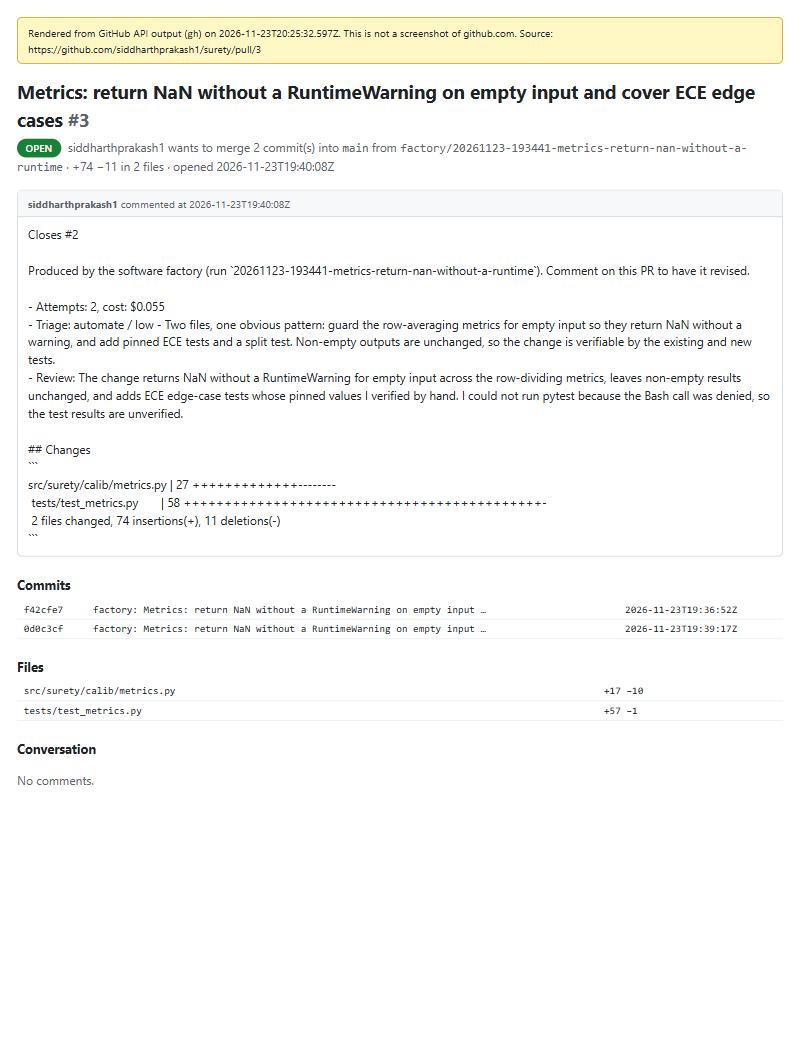 Rendered from GitHub API output (gh) on 2026-11-23T20:25:32.597Z. This is not a screenshot of github.com. Source:
https://github.com/siddharthprakash1/surety/pull/3
Metrics: return NaN without a RuntimeWarning on empty input and cover ECE edge
cases #3
OPEN siddharthprakash1 wants to merge 2 commit(s) into main from factory/20261123-193441-metrics-return-nan-without-a-
runtime · +74 −11 in 2 files · opened 2026-11-23T19:40:08Z
siddharthprakash1 commented at 2026-11-23T19:40:08Z
Closes #2
Produced by the software factory (run `20261123-193441-metrics-return-nan-without-a-runtime`). Comment on this PR to have it revised.
- Attempts: 2, cost: $0.055
- Triage: automate / low - Two files, one obvious pattern: guard the row-averaging metrics for empty input so they return NaN without a
warning, and add pinned ECE tests and a split test. Non-empty outputs are unchanged, so the change is verifiable by the existing and new
tests.
- Review: The change returns NaN without a RuntimeWarning for empty input across the row-dividing metrics, leaves non-empty results
unchanged, and adds ECE edge-case tests whose pinned values I verified by hand. I could not run pytest because the Bash call was denied, so
the test results are unverified.
## Changes
```
src/surety/calib/metrics.py | 27 +++++++++++++--------
tests/test_metrics.py | 58 ++++++++++++++++++++++++++++++++++++++++++++-
2 files changed, 74 insertions(+), 11 deletions(-)
```
Commits
f42cfe7 factory: Metrics: return NaN without a RuntimeWarning on empty input … 2026-11-23T19:36:52Z
0d0c3cf factory: Metrics: return NaN without a RuntimeWarning on empty input … 2026-11-23T19:39:17Z
Files
src/surety/calib/metrics.py +17 −10
tests/test_metrics.py +57 −1
Conversation
No comments.